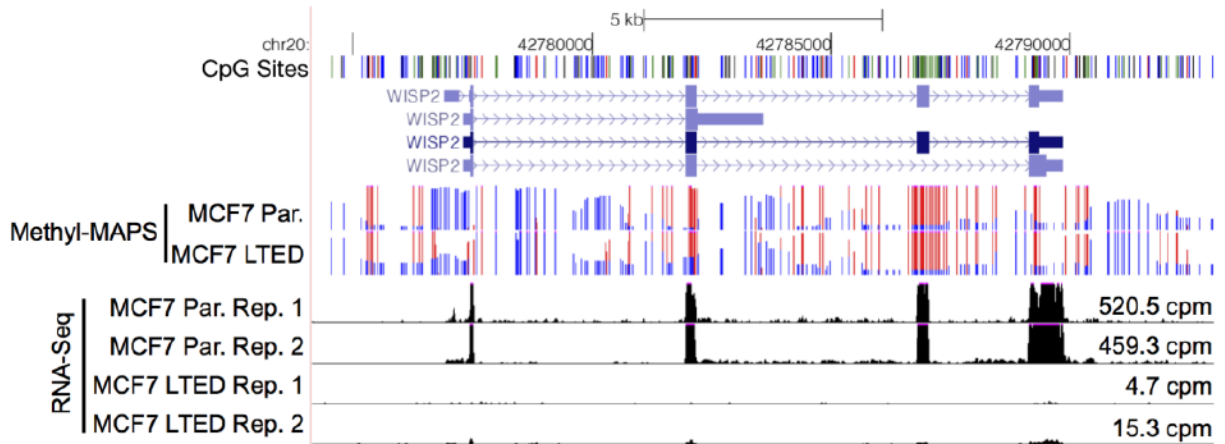 5 kb
chr20: 42780000 42785000 42790000
CpG Sites
WISP2
WISP2
WISP2
WISP2
Methyl-MAPS
MCF7 Par.
MCF7 LTED
RNA-Seq
MCF7 Par. Rep. 1 520.5 cpm
MCF7 Par. Rep. 2 459.3 cpm
MCF7 LTED Rep. 1 4.7 cpm
MCF7 LTED Rep. 2 15.3 cpm